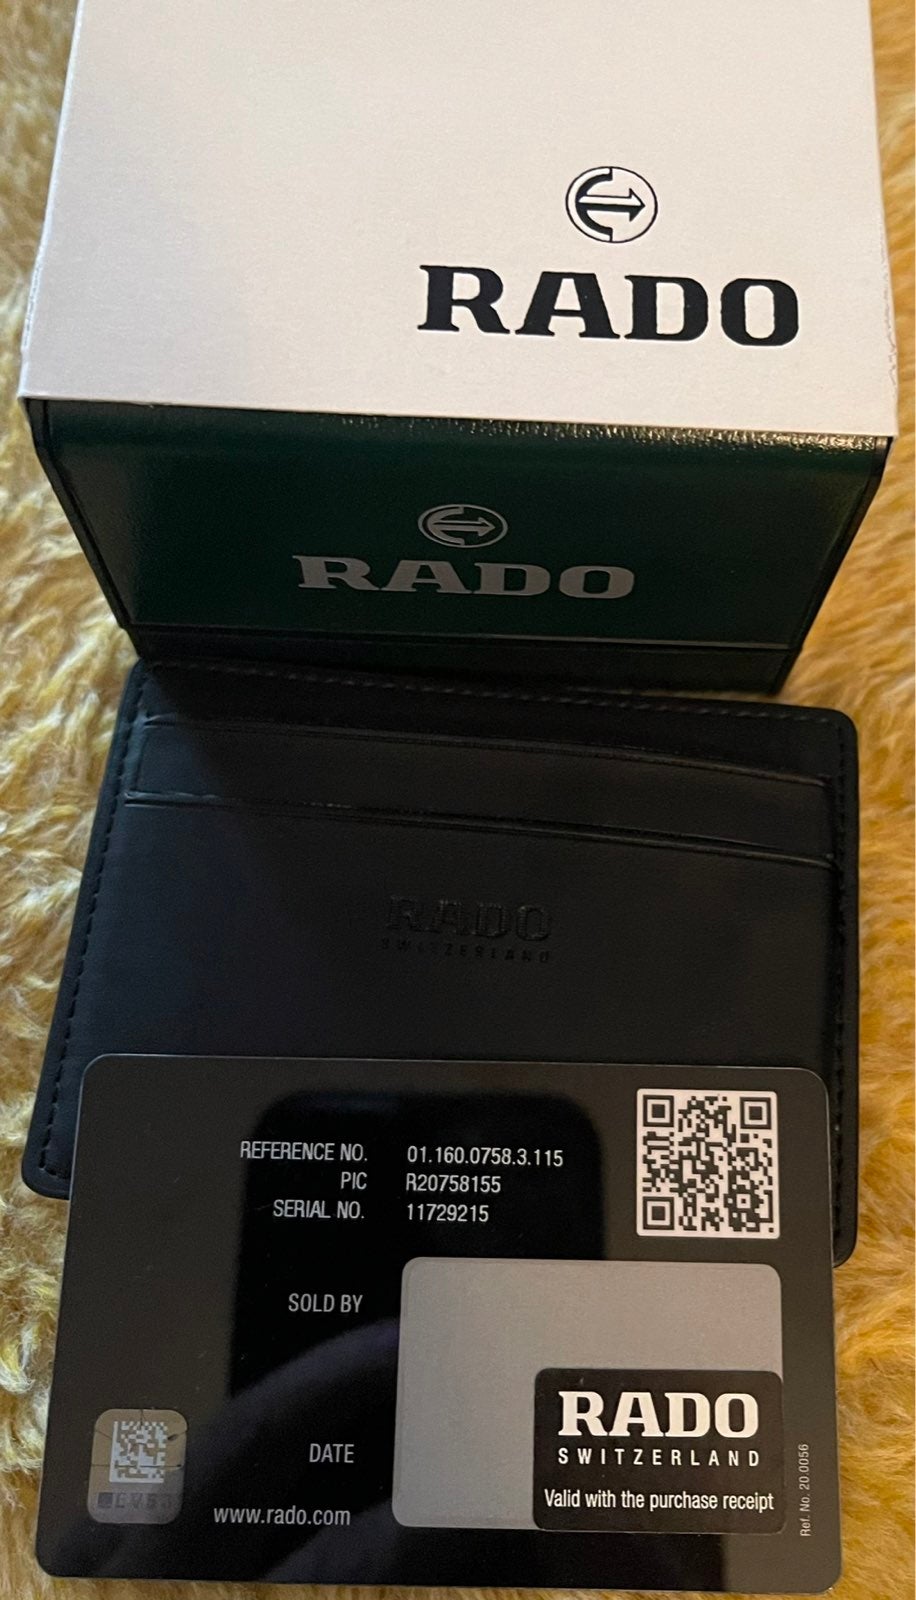 RADO
RADO
RADO
SWITZERLAND
REFERENCE NO. 01.160.0758.3.115
PIC R20758155
SERIAL NO. 11729215
SOLD BY
RADO
SWITZERLAND
Valid with the purchase receipt
DATE
www.rado.com
Ref. No. 20.0056